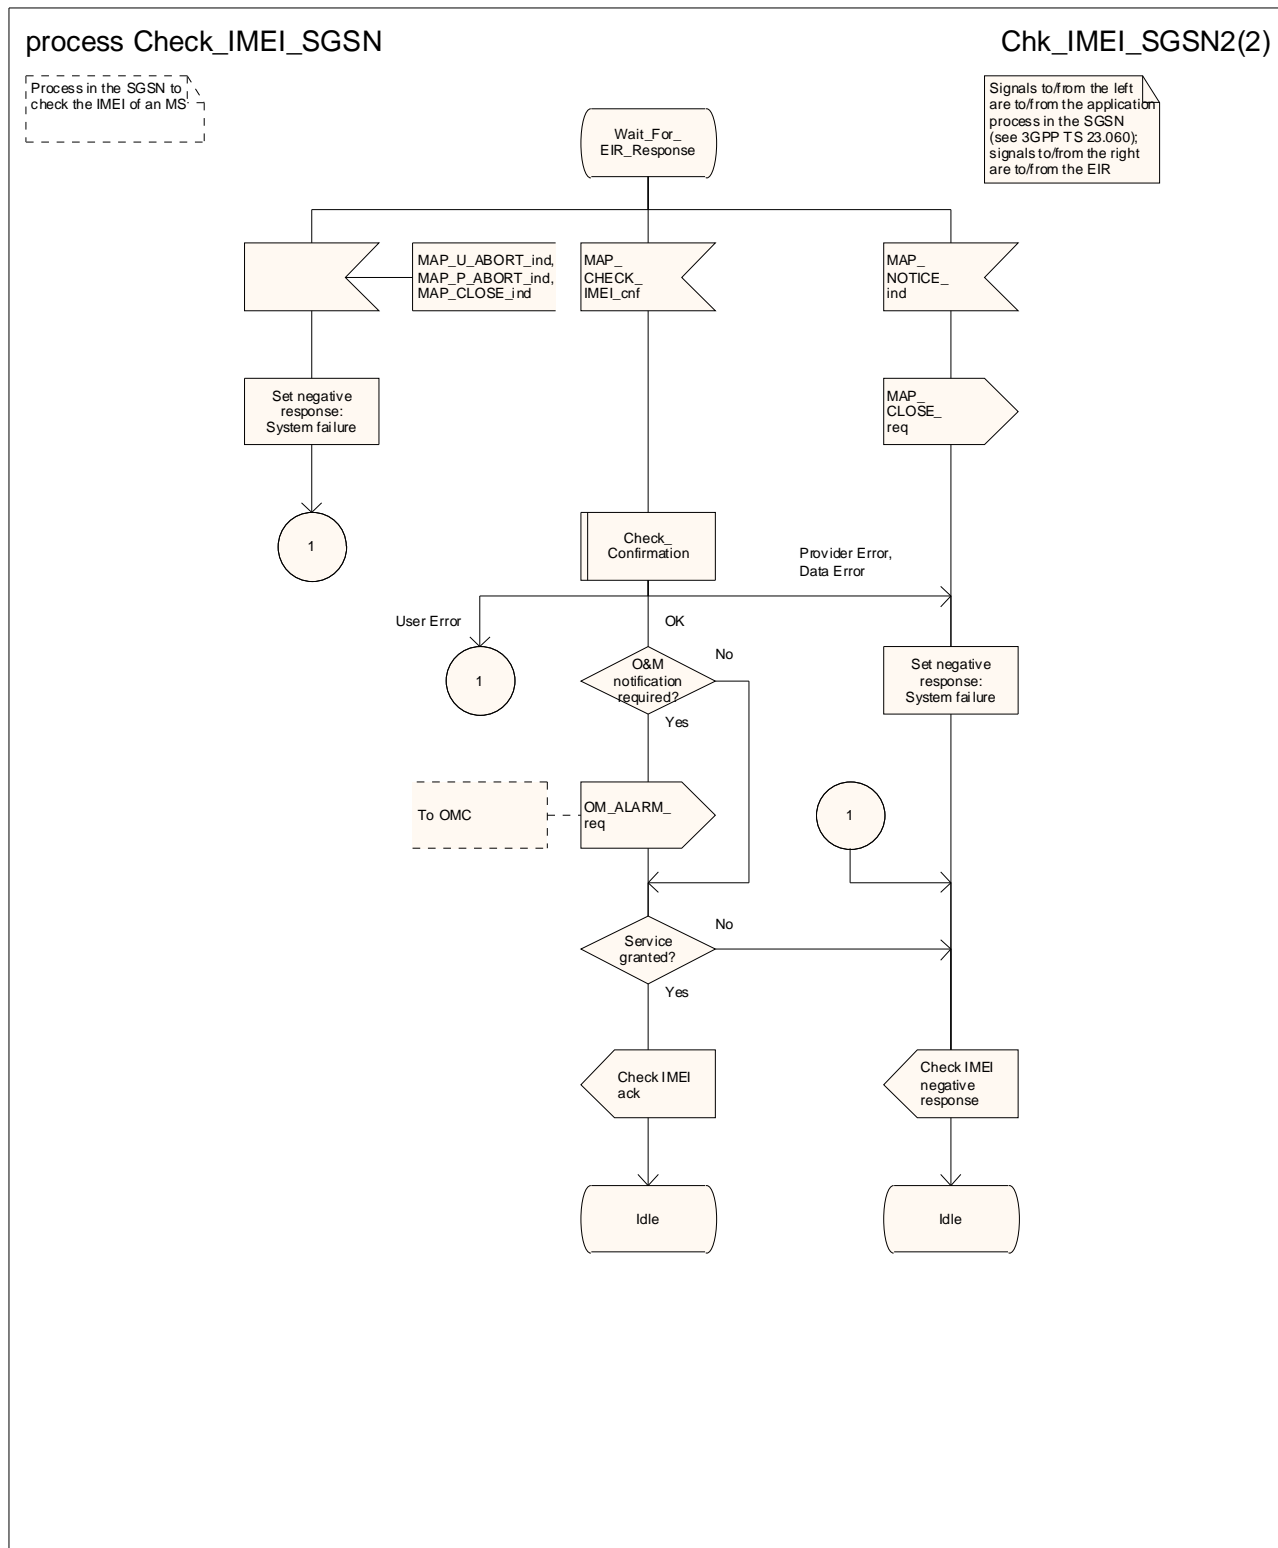 process Check_IMEI_SGSN
Chk_IMEI_SGSN2(2)
Process in the SGSN to
check the IMEI of an MS
Signals to/from the left
are to/from the application
process in the SGSN
(see 3GPP TS 23.060);
signals to/from the right
are to/from the EIR
Wait_For_
EIR_Response
MAP_U_ABORT_ind,
MAP_P_ABORT_ind,
MAP_CLOSE_ind
MAP_
CHECK_
IMEI_cnf
MAP_
NOTICE_
ind
Set negative
response:
System failure
MAP_
CLOSE_
req
1
Check_
Confirmation
Provider Error,
Data Error
User Error
OK
1
O&M
notification
required?
No
Yes
Set negative
response:
System failure
To OMC
OM_ALARM_
req
1
Service
granted?
No
Yes
Check IMEI
ack
Check IMEI
negative
response
Idle
Idle